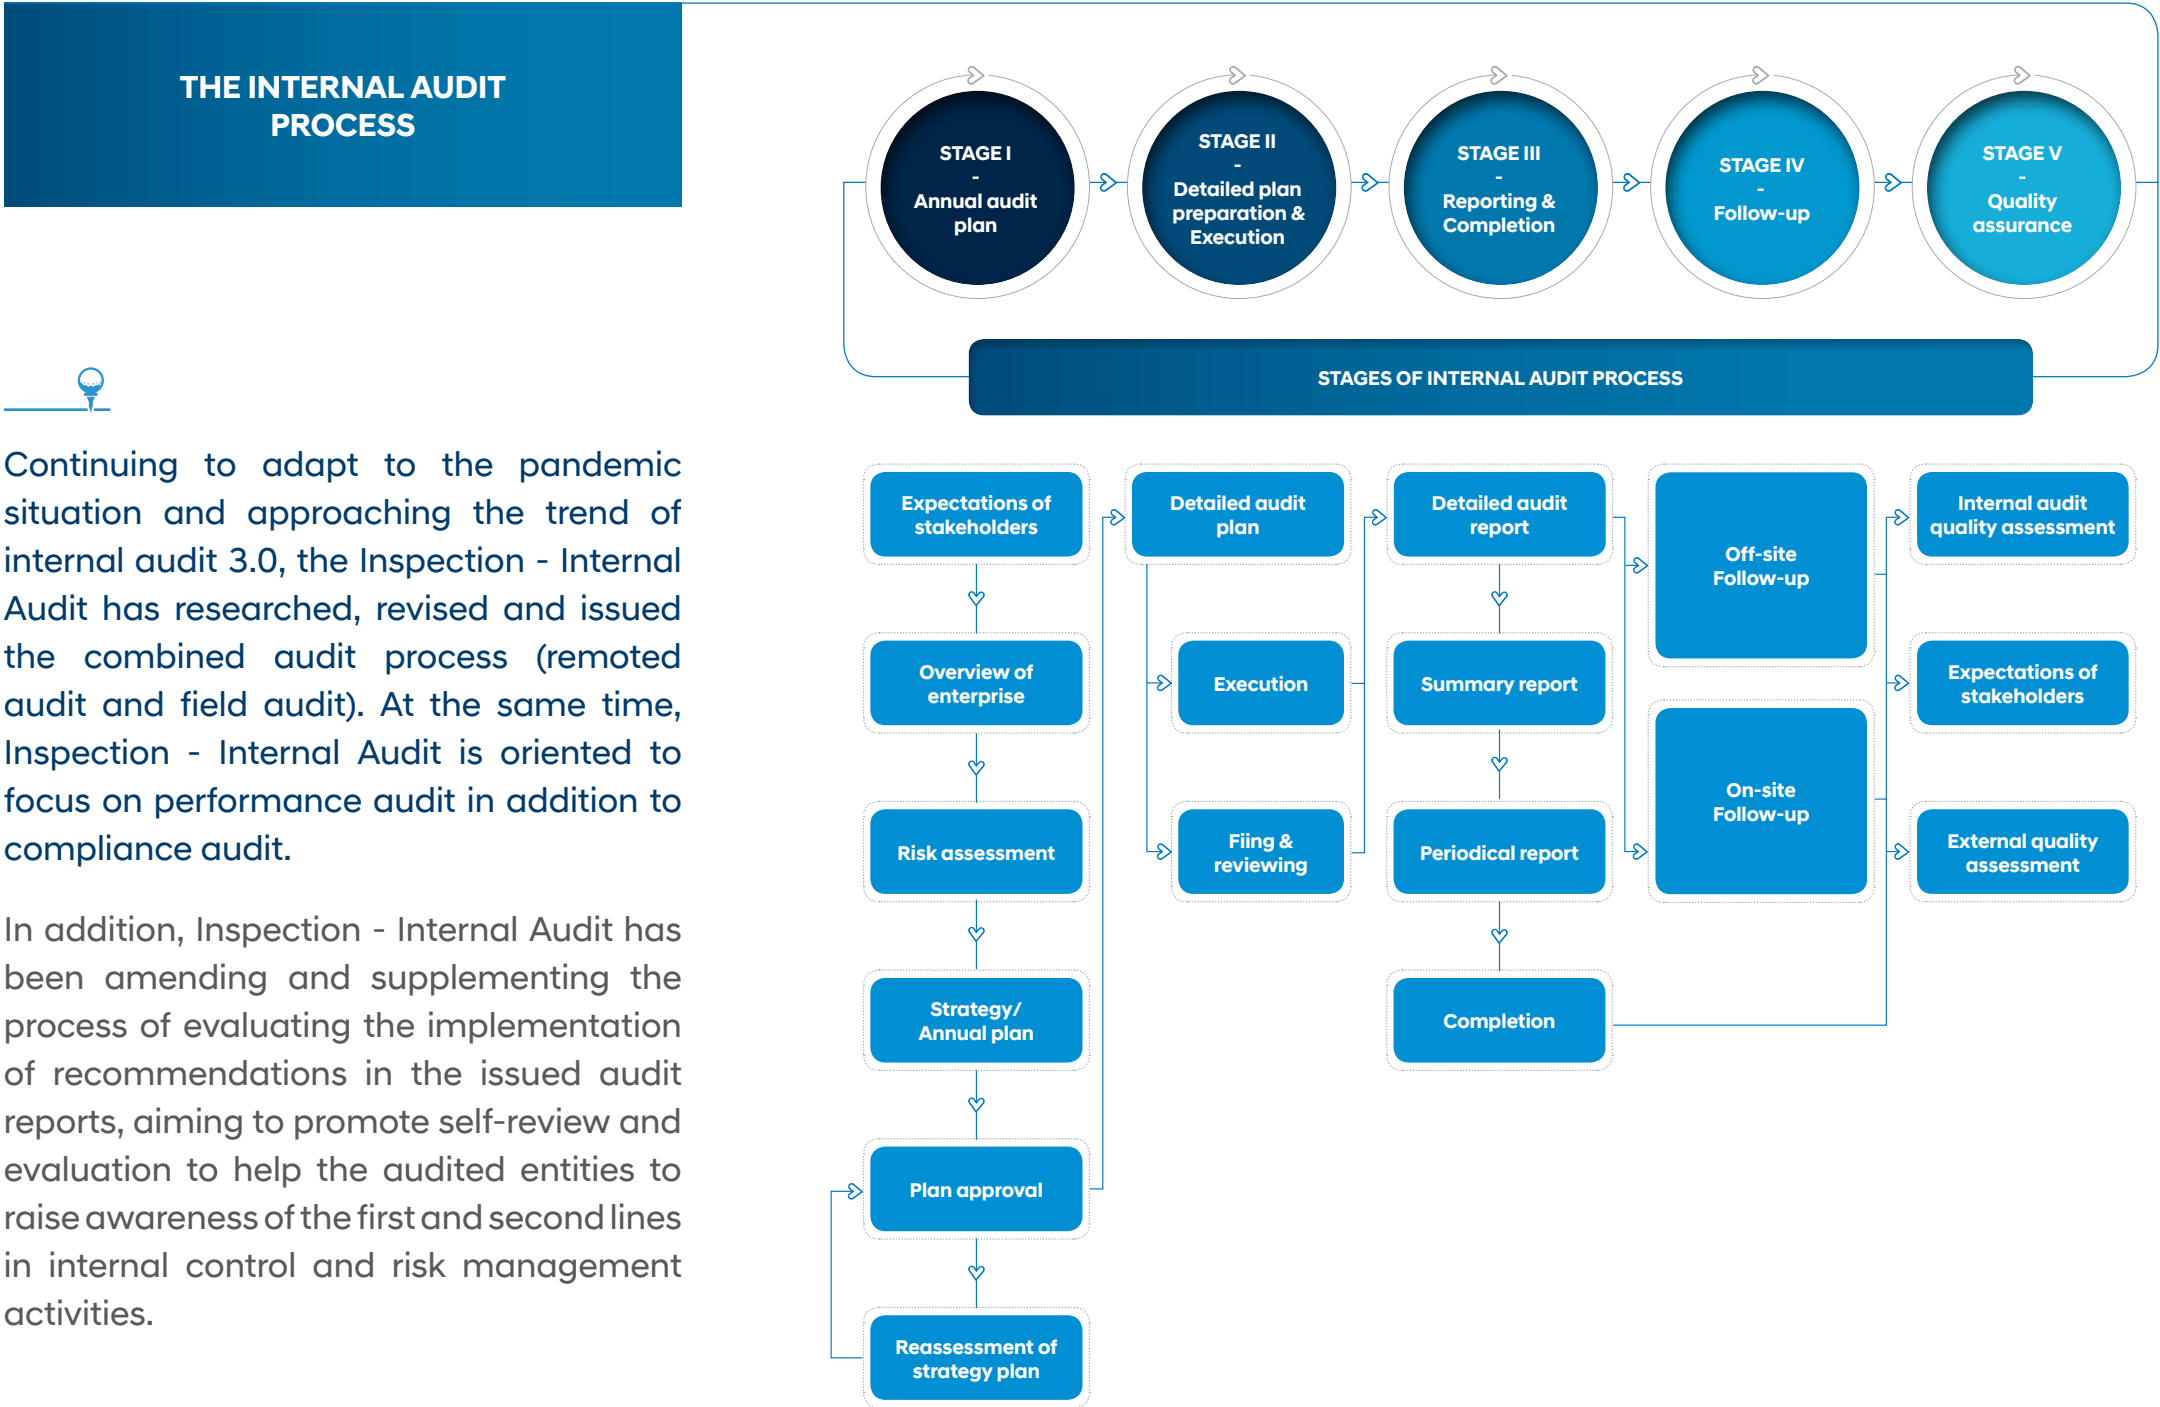 THE INTERNAL AUDIT
PROCESS
Continuing to adapt to the pandemic
situation and approaching the trend of
internal audit 3.0, the Inspection - Internal
Audit has researched, revised and issued
the combined audit process (remoted
audit and field audit). At the same time,
Inspection - Internal Audit is oriented to
focus on performance audit in addition to
compliance audit.
In addition, Inspection - Internal Audit has
been amending and supplementing the
process of evaluating the implementation
of recommendations in the issued audit
reports, aiming to promote self-review and
evaluation to help the audited entities to
raise awareness of the first and second lines
in internal control and risk management
activities.
STAGE I
-
Annual audit
plan
STAGE II
-
Detailed plan
preparation &
Execution
STAGE III
-
Reporting &
Completion
STAGE IV
-
Follow-up
STAGE V
-
Quality
assurance
STAGES OF INTERNAL AUDIT PROCESS
Expectations of
stakeholders
Overview of
enterprise
Risk assessment
Strategy/
Annual plan
Plan approval
Reassessment of
strategy plan
Detailed audit
plan
Execution
Fiing &
reviewing
Detailed audit
report
Summary report
Periodical report
Completion
Off-site
Follow-up
On-site
Follow-up
Internal audit
quality assessment
Expectations of
stakeholders
External quality
assessment